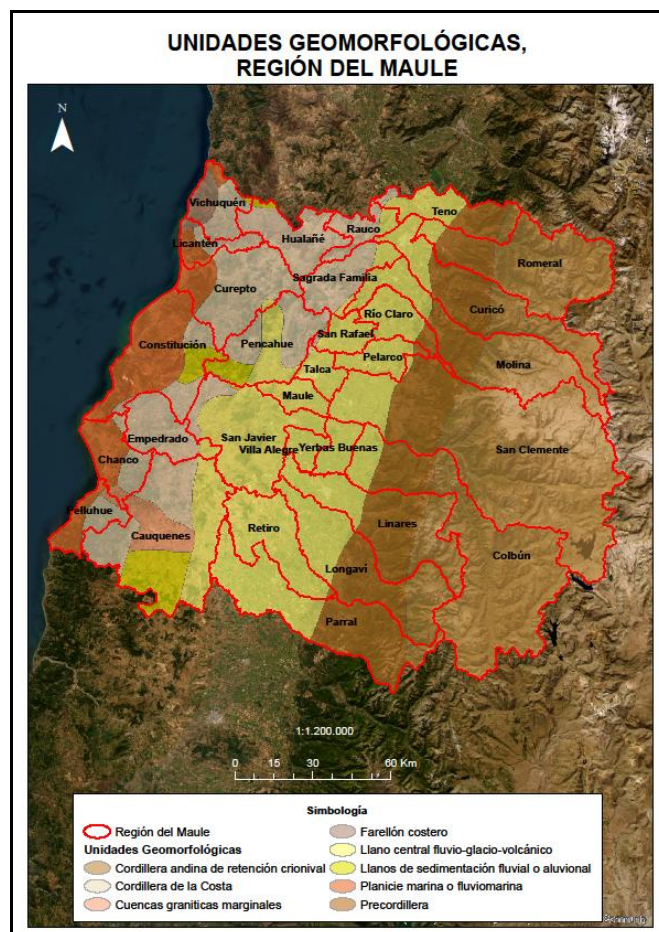 UNIDADES GEOMORFOLÓGICAS,
REGIÓN DEL MAULE
N
Vichuquén
Teno
Rauco
Hualañé
Licantén
Romeral
Sagrada Familia
Curepto
Curicó
Río Claro
San Rafael
Constitución
Pencahue
Pelarco
Molina
Talca
Maule
Empedrado
San Javier
Villa Alegre
Yerbas Buenas
San Clemente
Chanco
Pelluhue
Cauquenes
Retiro
Linares
Colbún
Longaví
Parral
1:1.200.000
0 15 30 60 Km
Simbología
Región del Maule
Unidades Geomorfológicas
Cordillera andina de retención crionival
Cordillera de la Costa
Cuencas graniticas marginales
Farellón costero
Llano central fluvio-glacio-volcánico
Llanos de sedimentación fluvial o aluvional
Planicie marina o fluviomarina
Precordillera